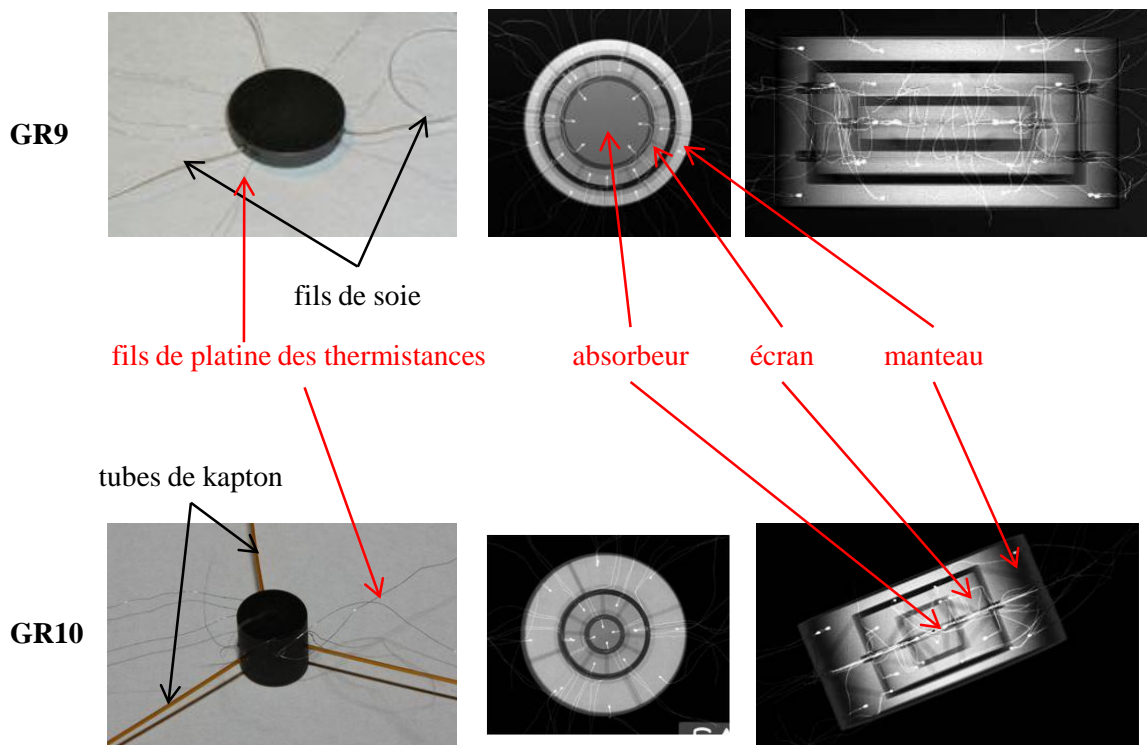 GR9
fils de soie
fils de platine des thermistances
absorbeur
écran
manteau
tubes de kapton
GR10